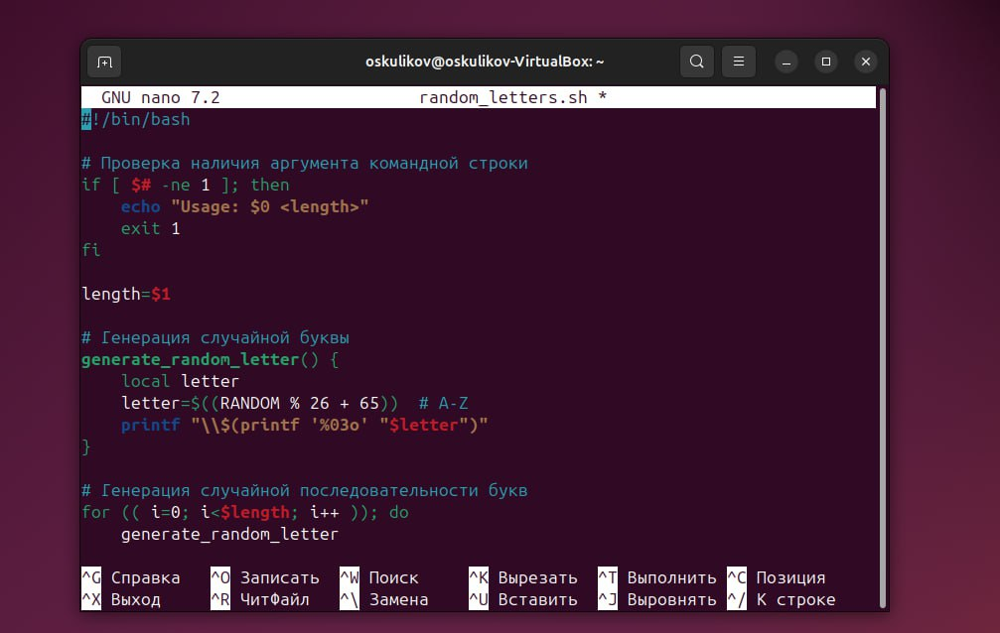 oskulikov@oskulikov-VirtualBox: ~
GNU nano 7.2 random_letters.sh *
#!/bin/bash
# Проверка наличия аргумента командной строки
if [ $# -ne 1 ]; then
    echo "Usage: $0 <length>"
    exit 1
fi
length=$1
# Генерация случайной буквы
generate_random_letter() {
    local letter
    letter=$((RANDOM % 26 + 65))  # A-Z
    printf "\\$(printf '%03o' "$letter")"
}
# Генерация случайной последовательности букв
for (( i=0; i<$length; i++ )); do
    generate_random_letter
^G Справка ^O Записать ^W Поиск ^K Вырезать ^T Выполнить ^C Позиция
^X Выход ^R ЧитФайл ^\ Замена ^U Вставить ^J Выровнять ^/ К строке